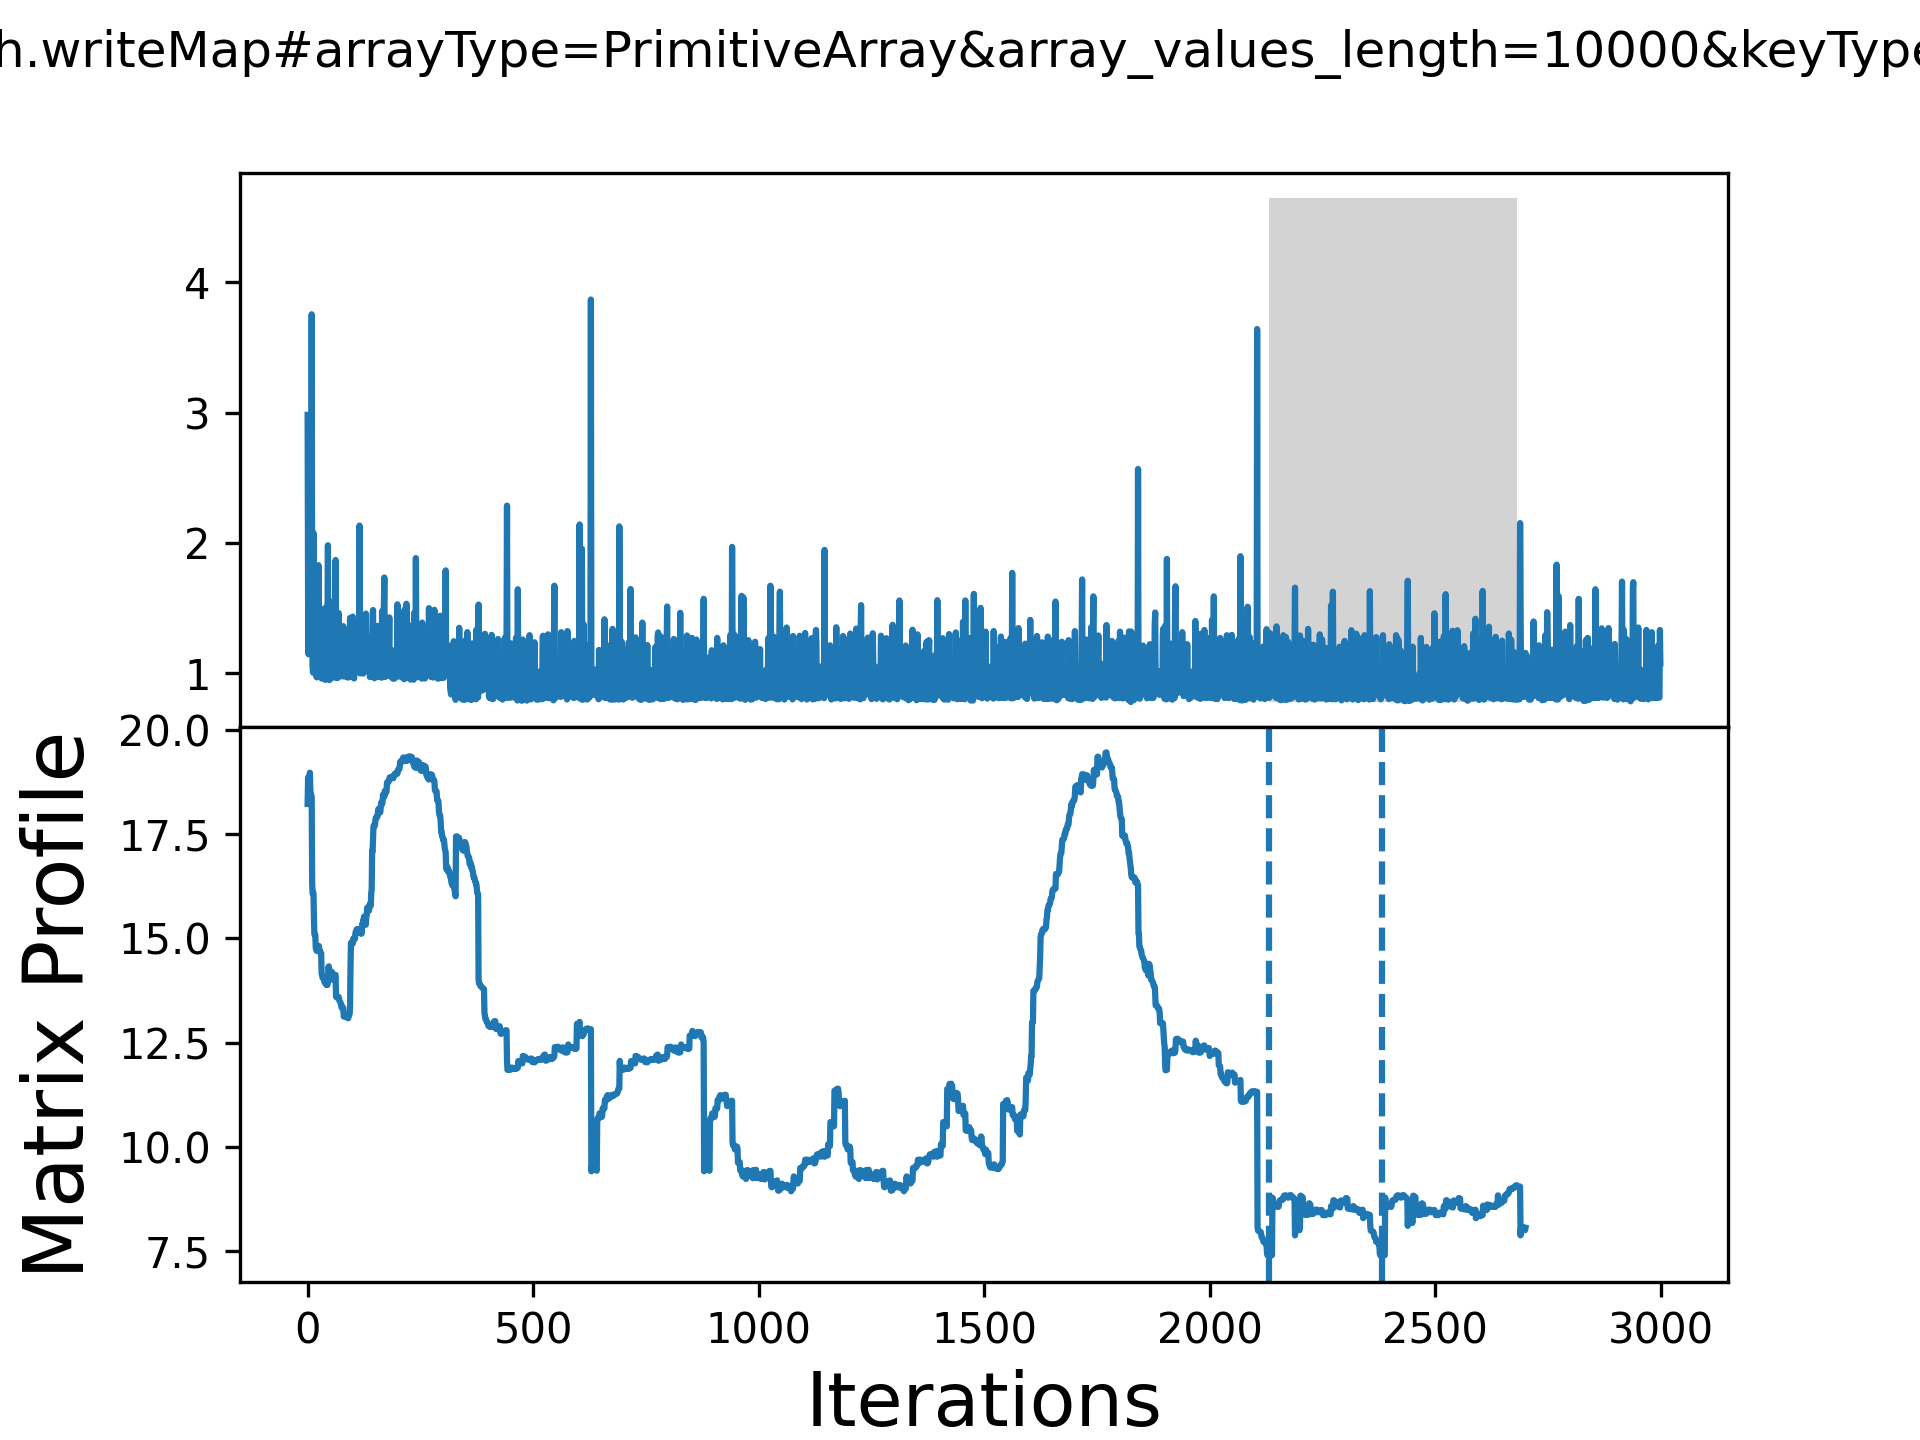 h.writeMap#arrayType=PrimitiveArray&array_values_length=10000&keyType
4
3
2
1
20.0
17.5
15.0
12.5
10.0
7.5
Matrix Profile
0 500 1000 1500 2000 2500 3000
Iterations